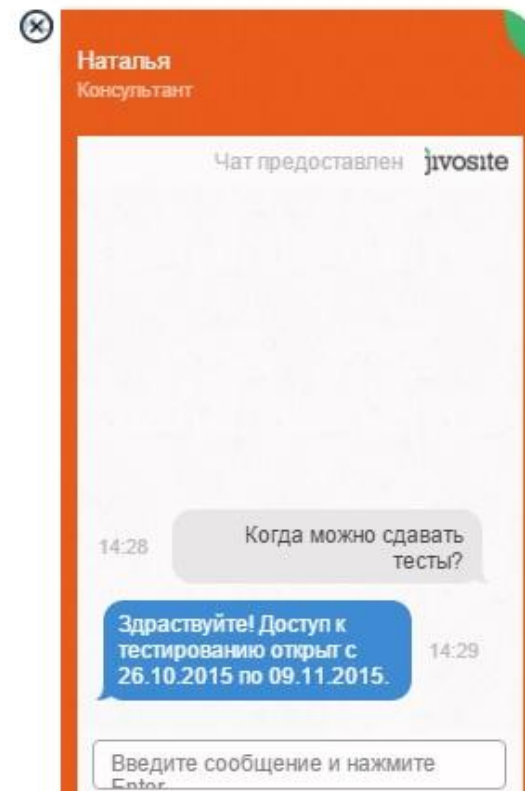 Наталья
Консультант
Чат предоставлен jivosite
14:28
Когда можно сдавать
тесты?
Здраствуйте! Доступ к
тестированию открыт с
26.10.2015 по 09.11.2015.
14:29
Введите сообщение и нажмите
Enter